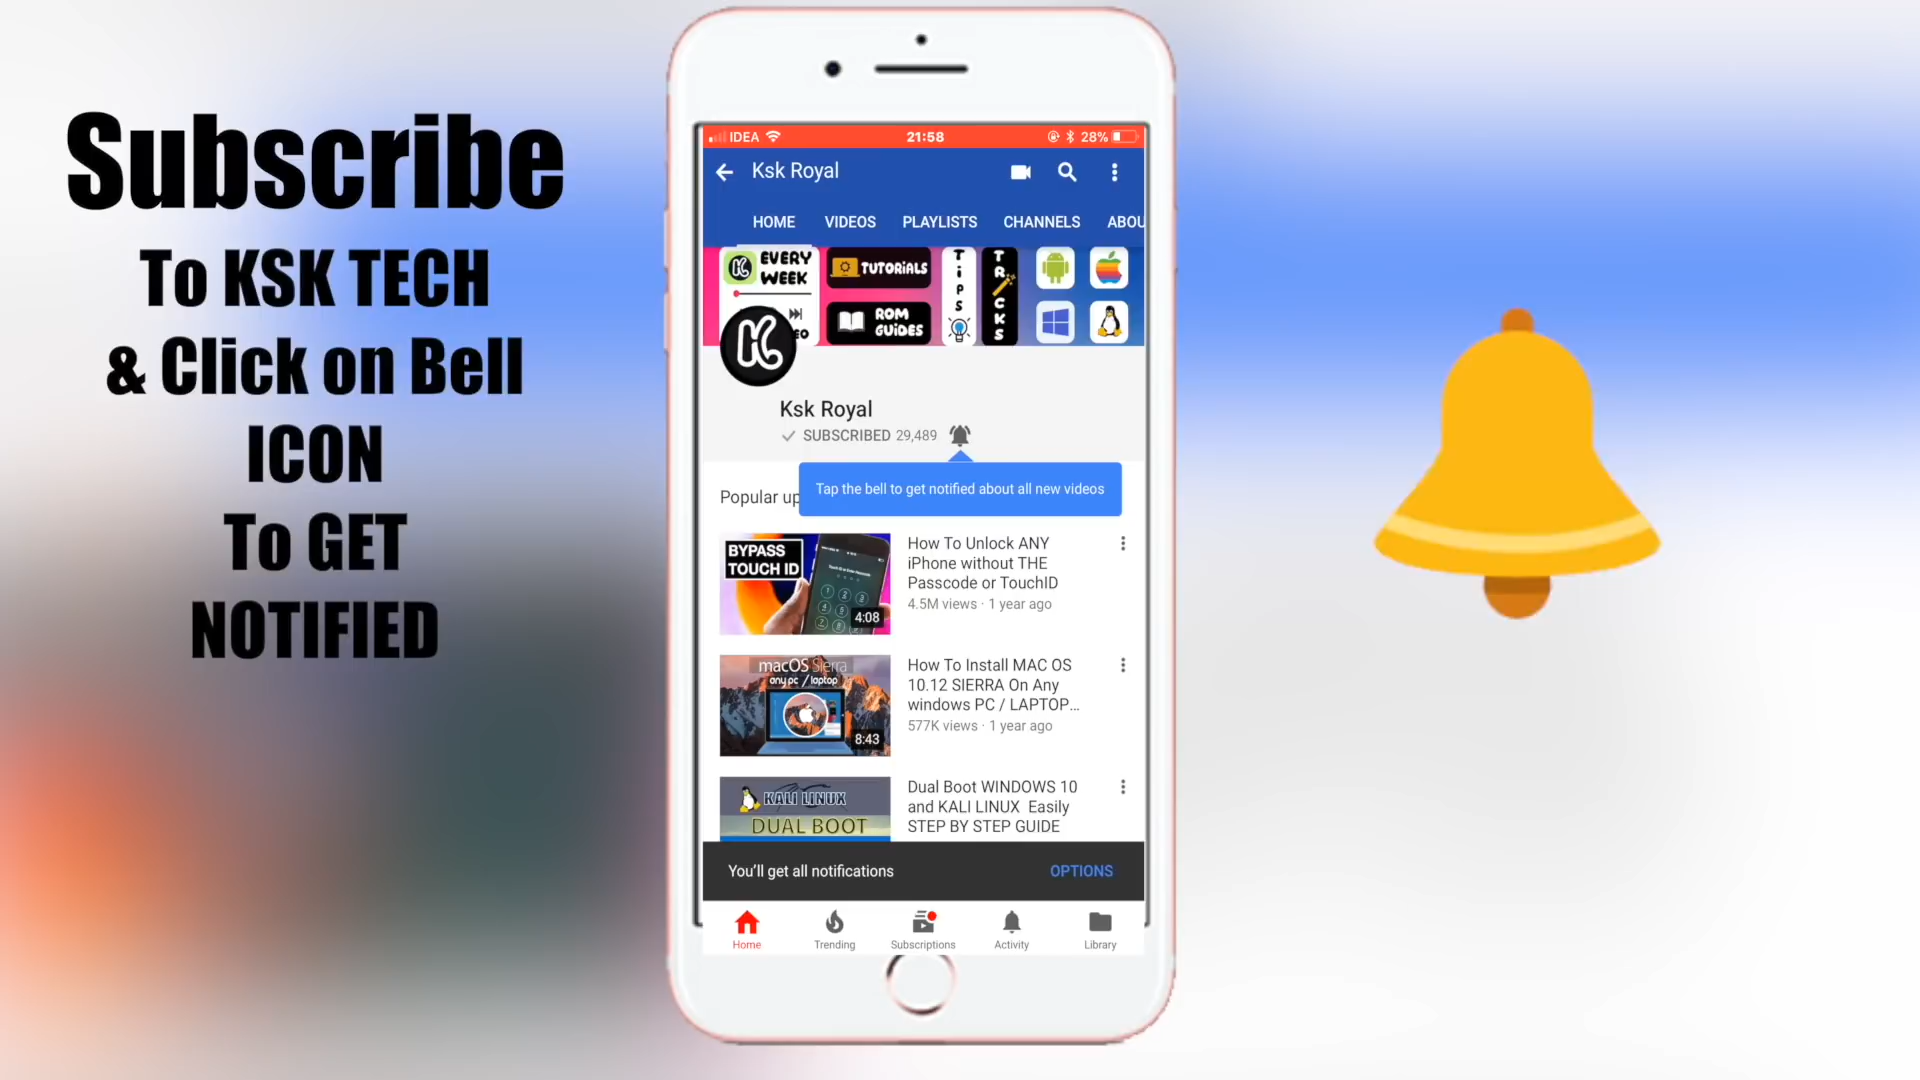 Subscribe
To KSK TECH
& Click on Bell
ICON
To GET
NOTIFIED
IDEA
21:58
28%
Ksk Royal
HOME VIDEOS PLAYLISTS CHANNELS ABOU
EVERY
WEEK
TUTORiALS
ROM
GUiDES
TiPS
TRiCKS
Ksk Royal
SUBSCRIBED 29,489
Tap the bell to get notified about all new videos
Popular up
BYPASS
TOUCH ID
4:08
How To Unlock ANY
iPhone without THE
Passcode or TouchID
4.5M views · 1 year ago
macOS Sierra
any pc / laptop
8:43
How To Install MAC OS
10.12 SIERRA On Any
windows PC / LAPTOP...
577K views · 1 year ago
KALI LINUX
DUAL BOOT
Dual Boot WINDOWS 10
and KALI LINUX Easily
STEP BY STEP GUIDE
You'll get all notifications
OPTIONS
Home Trending Subscriptions Activity Library